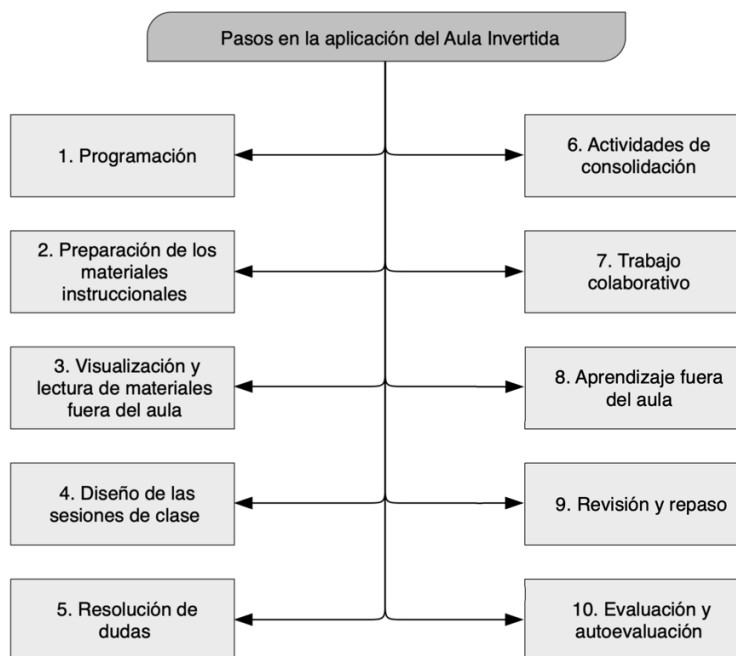 Pasos en la aplicación del Aula Invertida
1. Programación
2. Preparación de los
materiales
instruccionales
3. Visualización y
lectura de materiales
fuera del aula
4. Diseño de las
sesiones de clase
5. Resolución de
dudas
6. Actividades de
consolidación
7. Trabajo
colaborativo
8. Aprendizaje fuera
del aula
9. Revisión y repaso
10. Evaluación y
autoevaluación